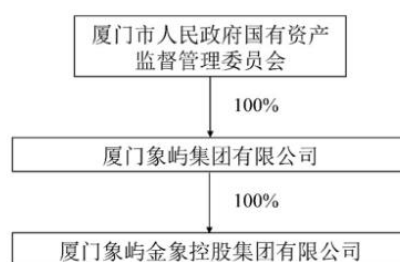 厦门市人民政府国有资产
监督管理委员会
100%
厦门象屿集团有限公司
100%
厦门象屿金象控股集团有限公司